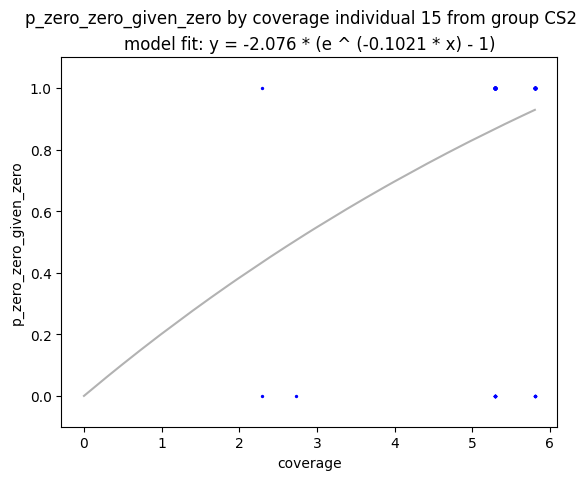 p_zero_zero_given_zero by coverage individual 15 from group CS2
model fit: y = -2.076 * (e ^ (-0.1021 * x) - 1)
p_zero_zero_given_zero
1.0
0.8
0.6
0.4
0.2
0.0
0 1 2 3 4 5 6
coverage